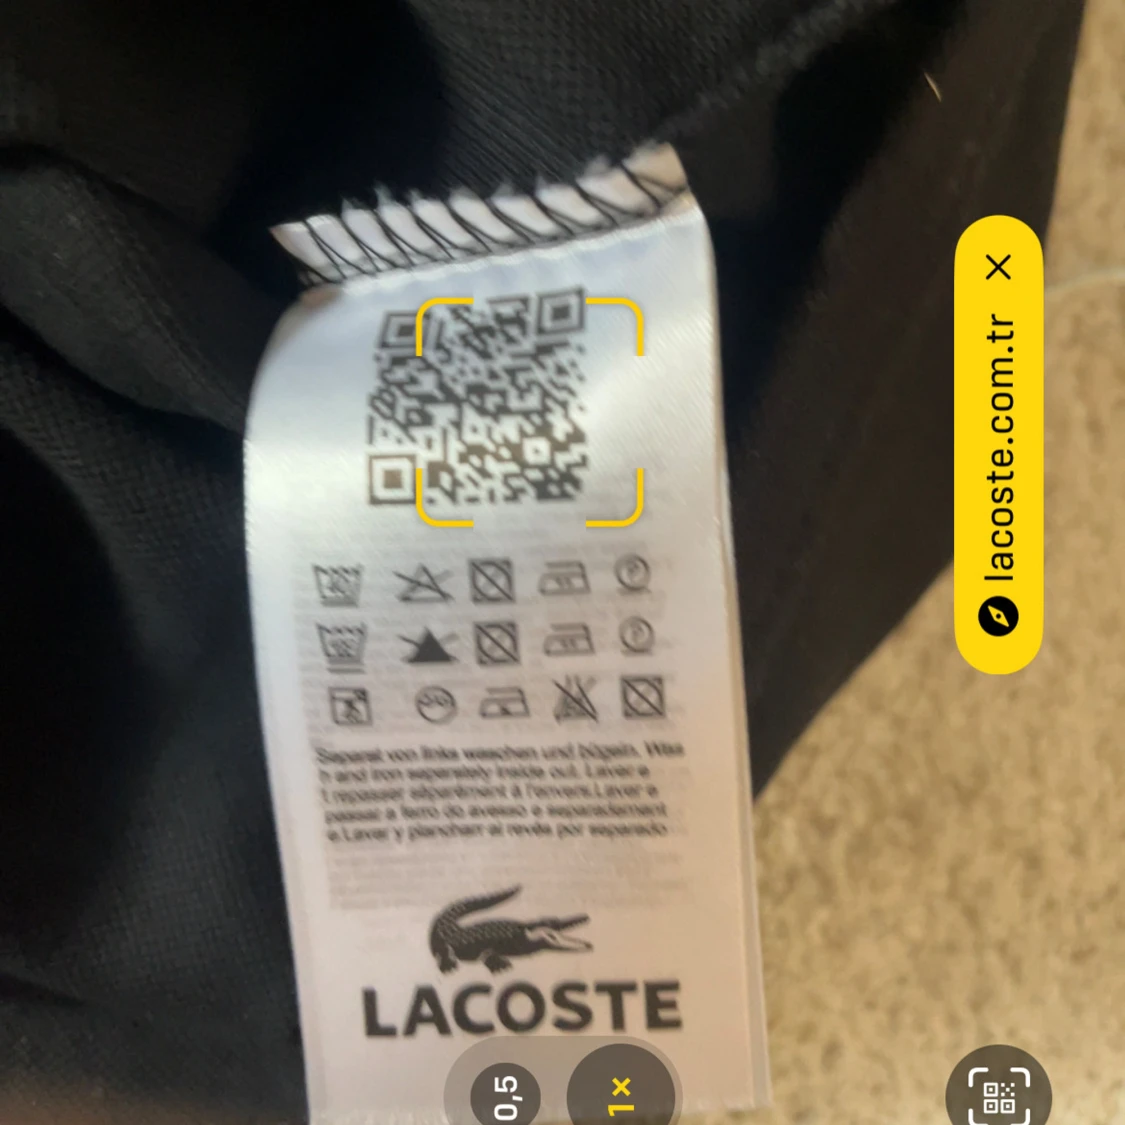 Separat von links waschen und bügeln. Was
h and iron separately inside out. Laver e
t repasser séparément à l'envers.Lavar e
passar a ferro do avesso e separadament
e.Lavar y planchar al revés por separado
LACOSTE
lacoste.com.tr
0,5
1×